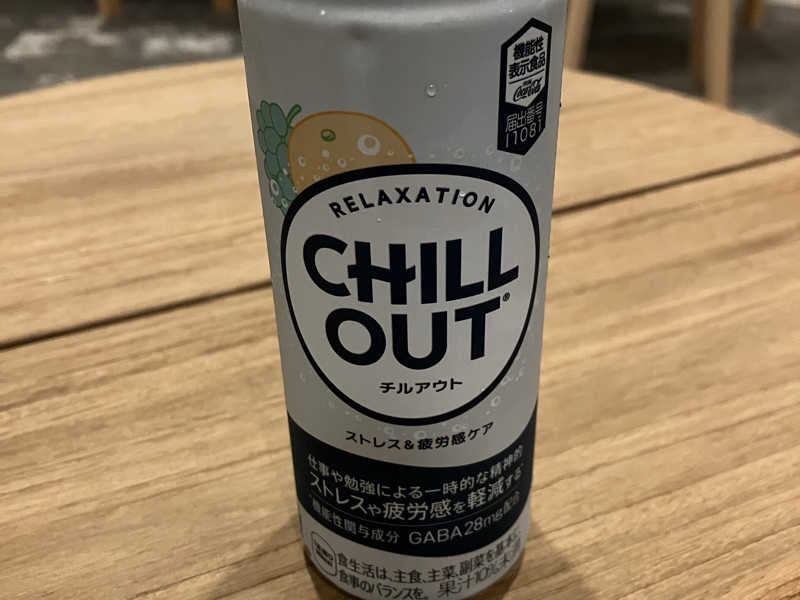 機能性
表示食品
Coca-Cola
届出番号
I1081
RELAXATION
CHILL
OUT®
チルアウト
ストレス&疲労感ケア
仕事や勉強による一時的な精神的
ストレスや疲労感を軽減する
機能性関与成分 GABA28mg配合
食生活は、主食、主菜、副菜を基本に、
食事のバランスを。 果汁10%未満